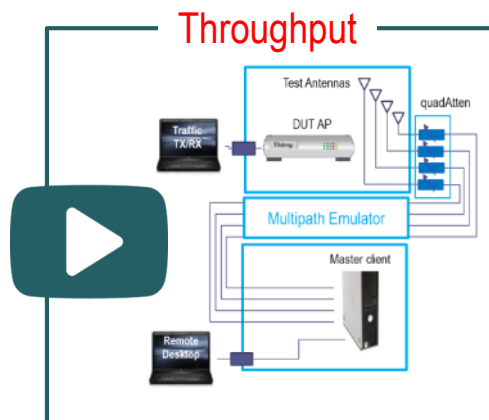 Throughput
Test Antennas
quadAtten
DUT AP
Traffic
TX/RX
Multipath Emulator
Master client
Remote
Desktop